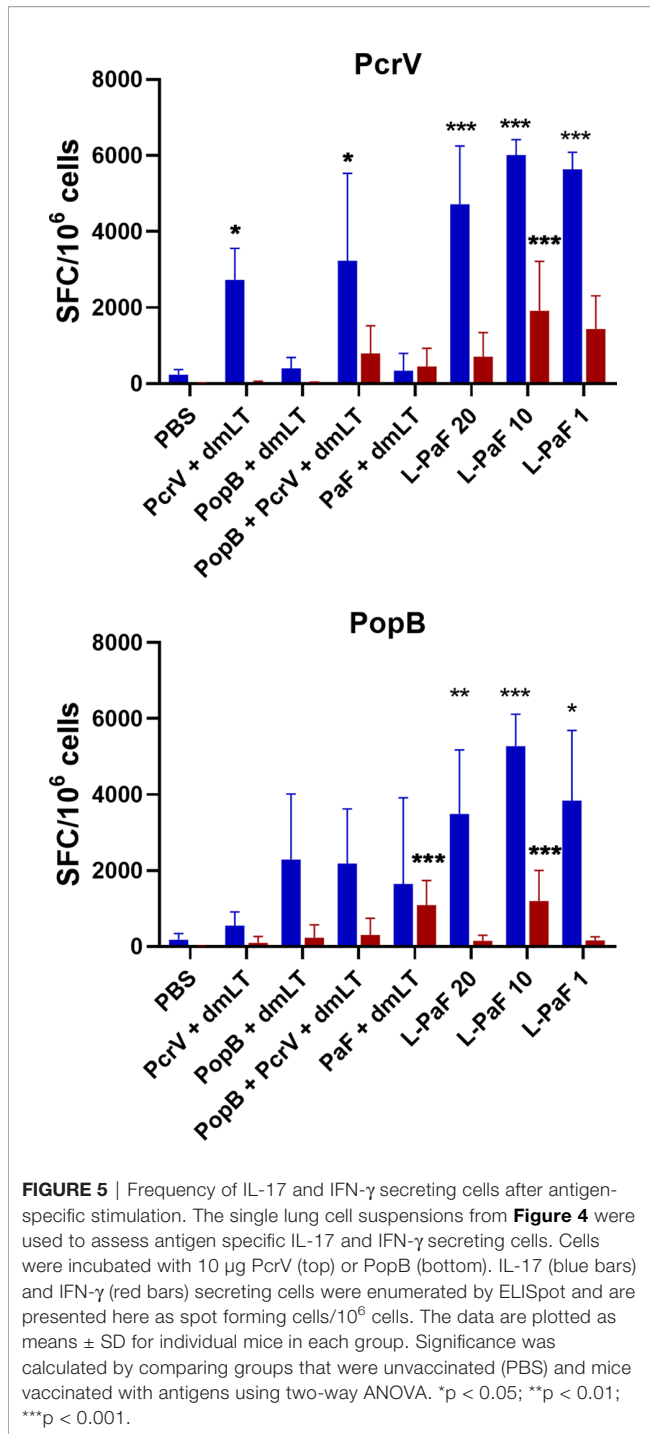 PcrV
8000
6000
4000
2000
0
SFC/10⁶ cells
*
*
***
***
***
***
PBS
PcrV + dmLT
PopB + dmLT
PopB + PcrV + dmLT
PaF + dmLT
L-PaF 20
L-PaF 10
L-PaF 1
PopB
8000
6000
4000
2000
0
SFC/10⁶ cells
***
**
***
***
*
PBS
PcrV + dmLT
PopB + dmLT
PopB + PcrV + dmLT
PaF + dmLT
L-PaF 20
L-PaF 10
L-PaF 1
FIGURE 5 | Frequency of IL-17 and IFN-γ secreting cells after antigen-
specific stimulation. The single lung cell suspensions from Figure 4 were
used to assess antigen specific IL-17 and IFN-γ secreting cells. Cells
were incubated with 10 µg PcrV (top) or PopB (bottom). IL-17 (blue bars)
and IFN-γ (red bars) secreting cells were enumerated by ELISpot and are
presented here as spot forming cells/10⁶ cells. The data are plotted as
means ± SD for individual mice in each group. Significance was
calculated by comparing groups that were unvaccinated (PBS) and mice
vaccinated with antigens using two-way ANOVA. *p < 0.05; **p < 0.01;
***p < 0.001.